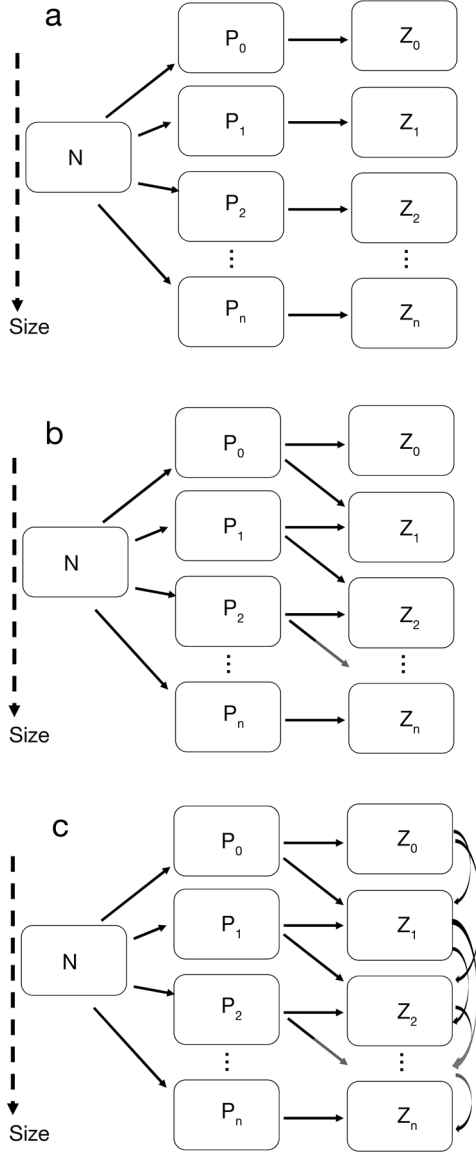 a
P₀ Z₀
P₁ Z₁
N
P₂ Z₂
⋮ ⋮
Pₙ Zₙ
Size
b
P₀ Z₀
P₁ Z₁
N
P₂ Z₂
⋮ ⋮
Pₙ Zₙ
Size
c
P₀ Z₀
P₁ Z₁
N
P₂ Z₂
⋮ ⋮
Pₙ Zₙ
Size